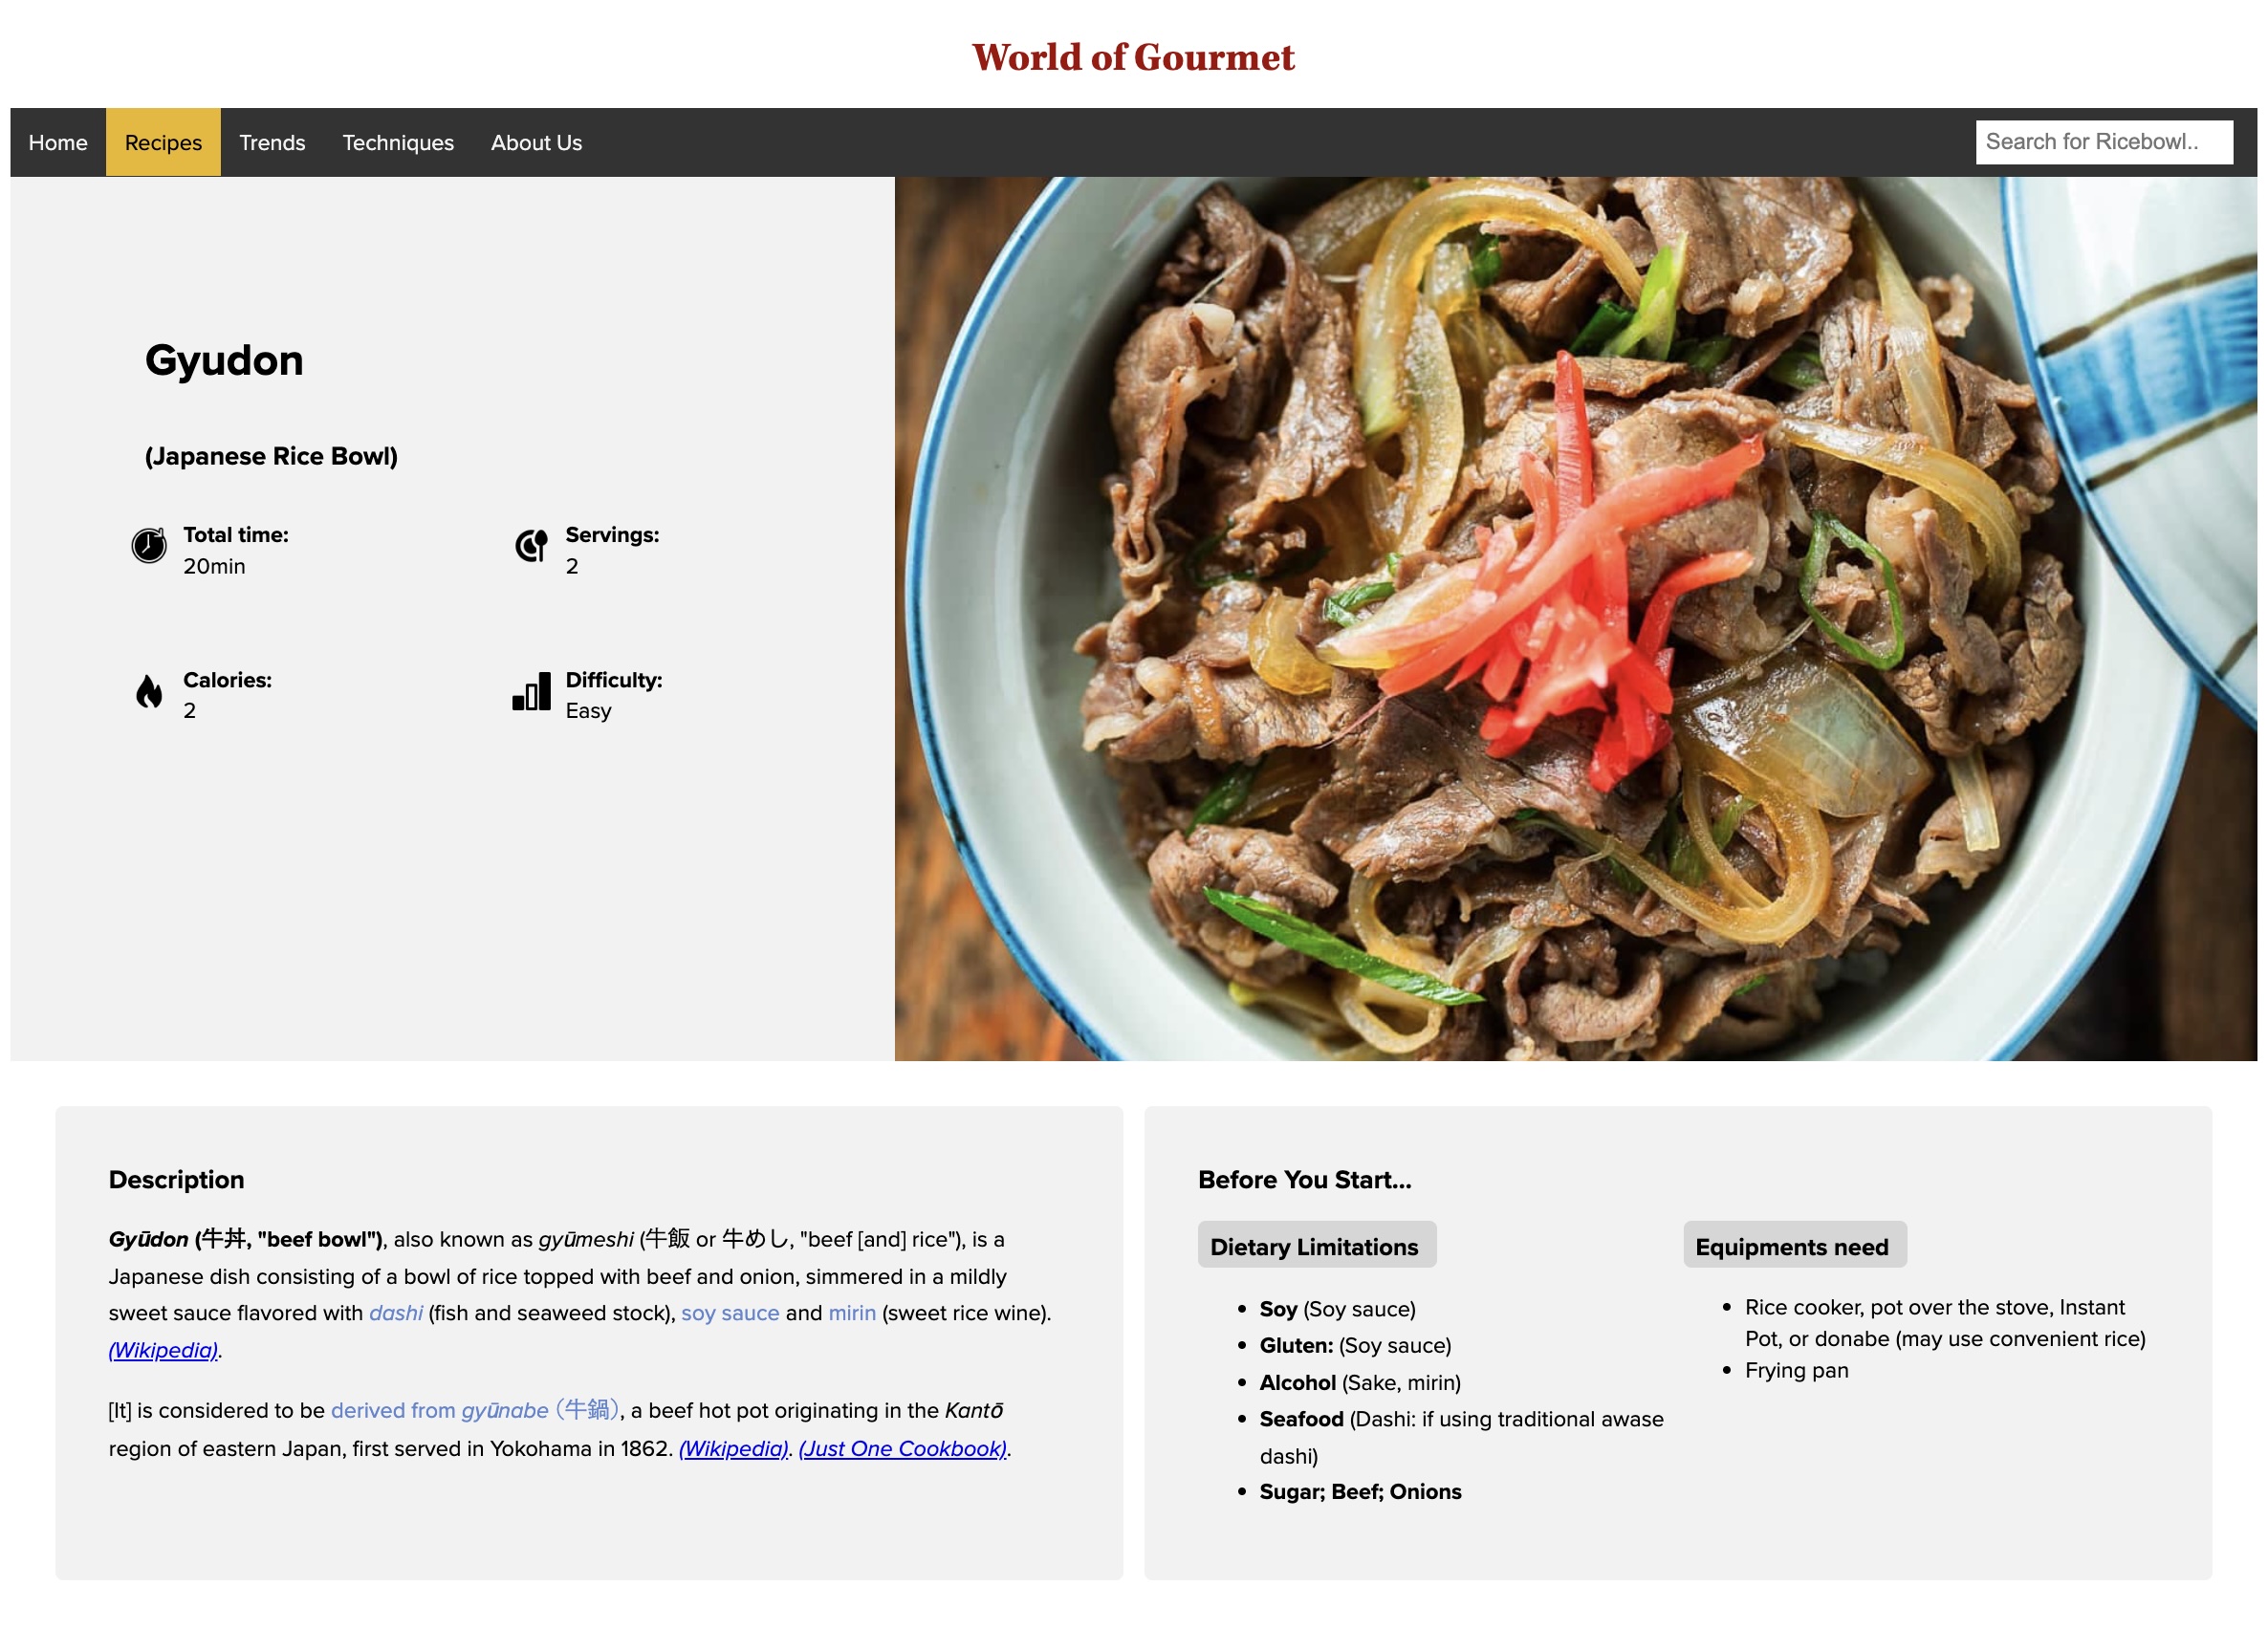 World of Gourmet
Home Recipes Trends Techniques About Us Search for Ricebowl..
Gyudon
(Japanese Rice Bowl)
Total time:
20min
Servings:
2
Calories:
2
Difficulty:
Easy
Description
Gyūdon (牛丼, "beef bowl"), also known as gyūmeshi (牛飯 or 牛めし, "beef [and] rice"), is a
Japanese dish consisting of a bowl of rice topped with beef and onion, simmered in a mildly
sweet sauce flavored with dashi (fish and seaweed stock), soy sauce and mirin (sweet rice wine).
(Wikipedia).
[It] is considered to be derived from gyūnabe (牛鍋), a beef hot pot originating in the Kantō
region of eastern Japan, first served in Yokohama in 1862. (Wikipedia). (Just One Cookbook).
Before You Start...
Dietary Limitations
Soy (Soy sauce)
Gluten: (Soy sauce)
Alcohol (Sake, mirin)
Seafood (Dashi: if using traditional awase
dashi)
Sugar; Beef; Onions
Equipments need
Rice cooker, pot over the stove, Instant
Pot, or donabe (may use convenient rice)
Frying pan